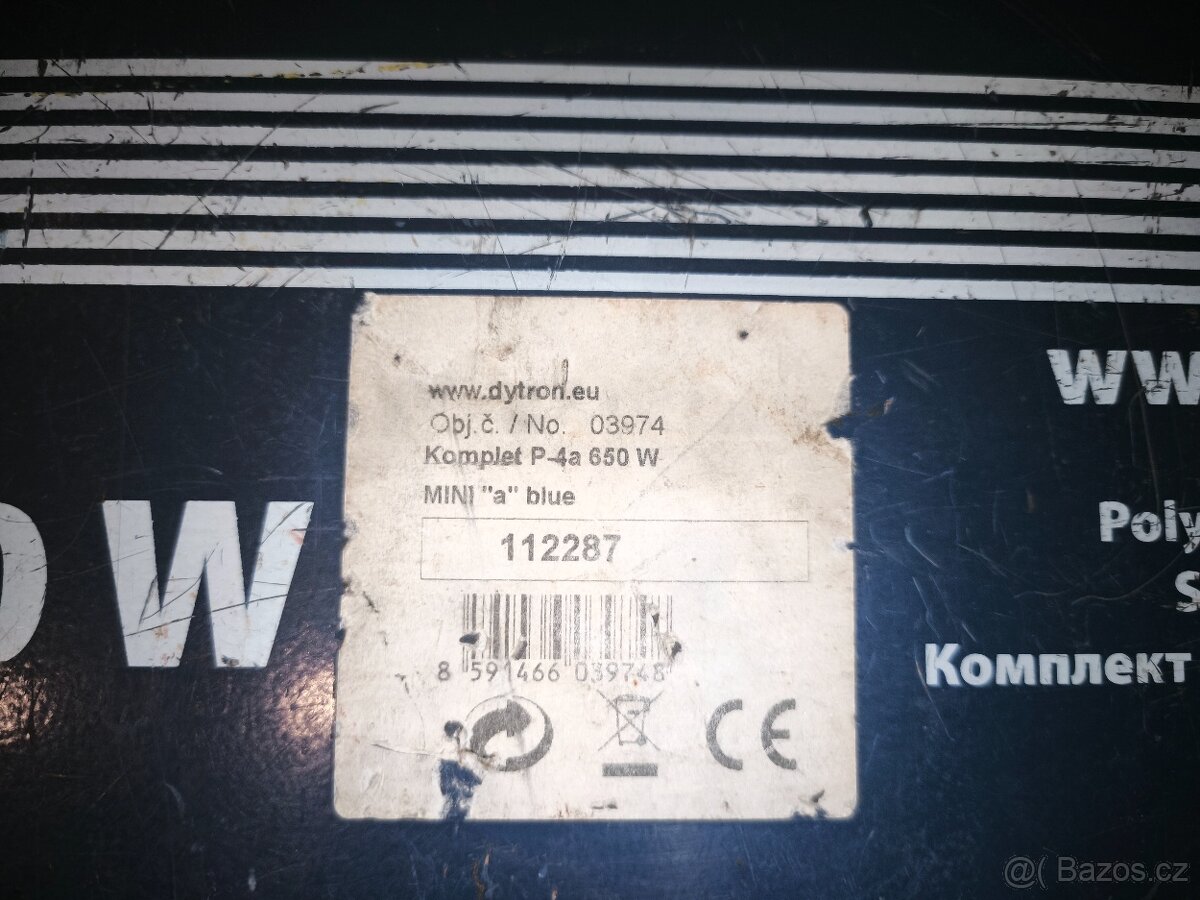 www.dytron.eu
Obj.č. / No. 03974
Komplet P-4a 650 W
MINI "a" blue
112287
8 591466 039748
CE
0 W
ww
Poly
S
Комплект
@( Bazos.cz